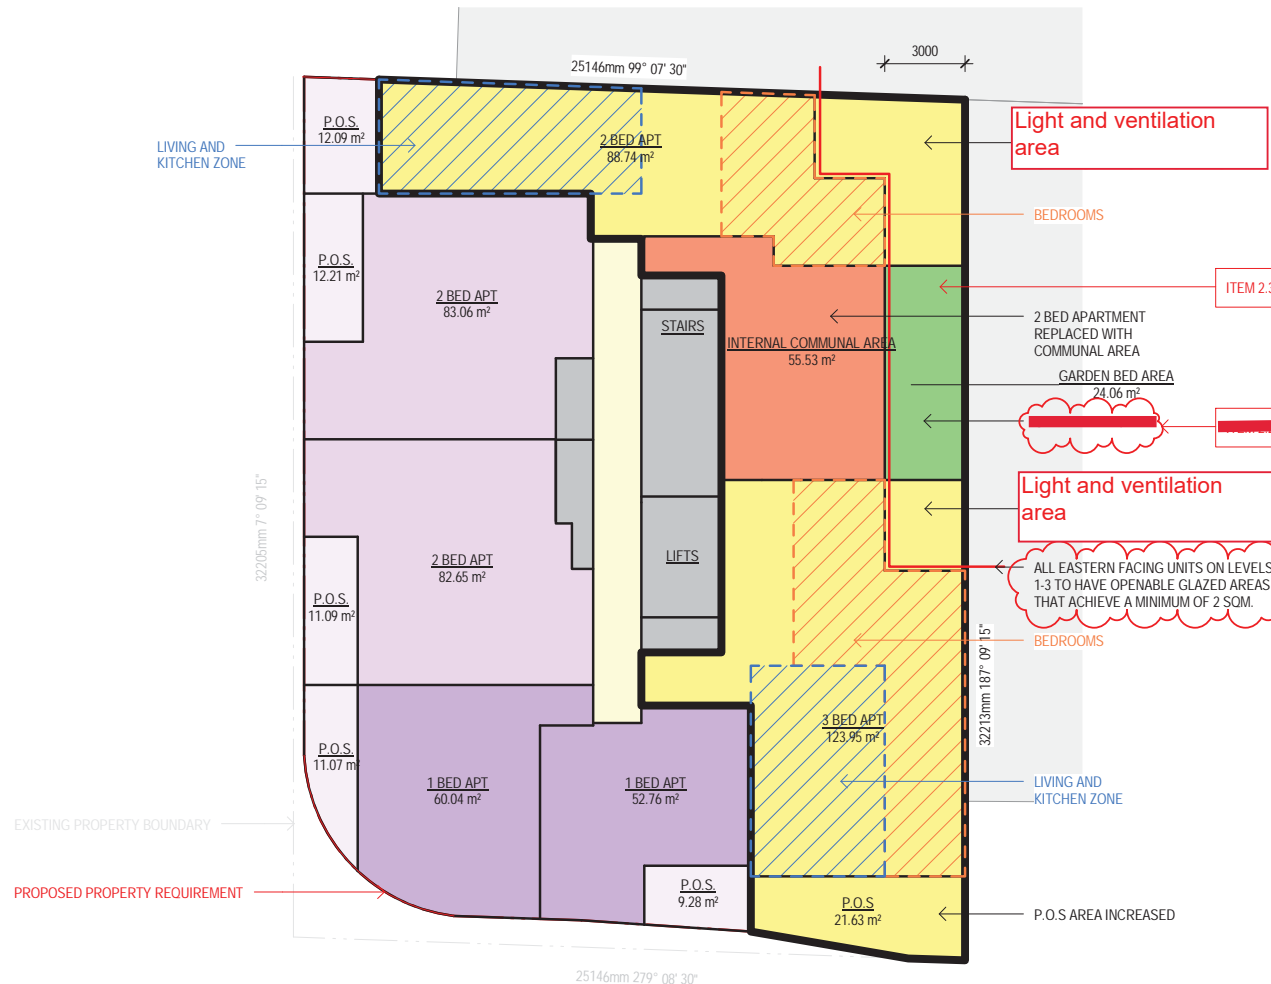 3000
25146mm 99° 07' 30"
Light and ventilation
area
P.O.S.
12.09 m²
LIVING AND
KITCHEN ZONE
2 BED APT
88.74 m²
BEDROOMS
P.O.S.
12.21 m²
2 BED APT
83.06 m²
STAIRS
INTERNAL COMMUNAL AREA
55.53 m²
ITEM 2.3
2 BED APARTMENT
REPLACED WITH
COMMUNAL AREA
GARDEN BED AREA
24.06 m²
Light and ventilation
area
32205mm 7° 09' 15"
2 BED APT
82.65 m²
LIFTS
ALL EASTERN FACING UNITS ON LEVELS
1-3 TO HAVE OPENABLE GLAZED AREAS
THAT ACHIEVE A MINIMUM OF 2 SQM.
P.O.S.
11.09 m²
BEDROOMS
32213mm 187° 09' 15"
3 BED APT
123.95 m²
P.O.S.
11.07 m²
1 BED APT
60.04 m²
1 BED APT
52.76 m²
LIVING AND
KITCHEN ZONE
EXISTING PROPERTY BOUNDARY
PROPOSED PROPERTY REQUIREMENT
P.O.S.
9.28 m²
P.O.S
21.63 m²
P.O.S AREA INCREASED
25146mm 279° 08' 30"